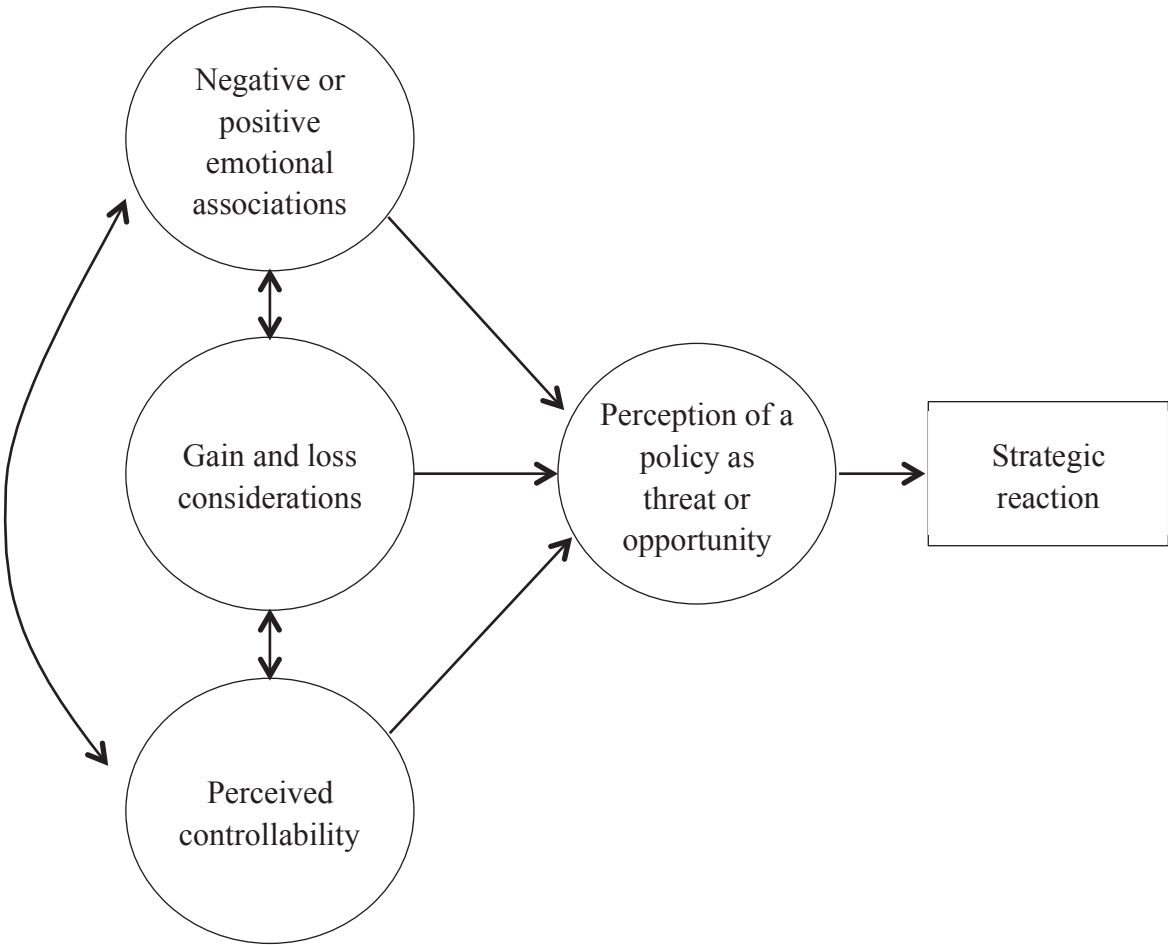 Negative or
positive
emotional
associations
Gain and loss
considerations
Perceived
controllability
Perception of a
policy as
threat or
opportunity
Strategic
reaction